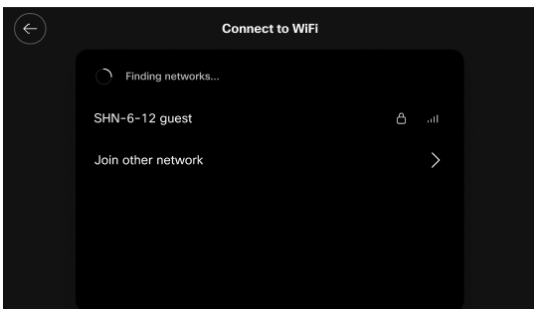 Connect to WiFi
Finding networks...
SHN-6-12 guest
Join other network